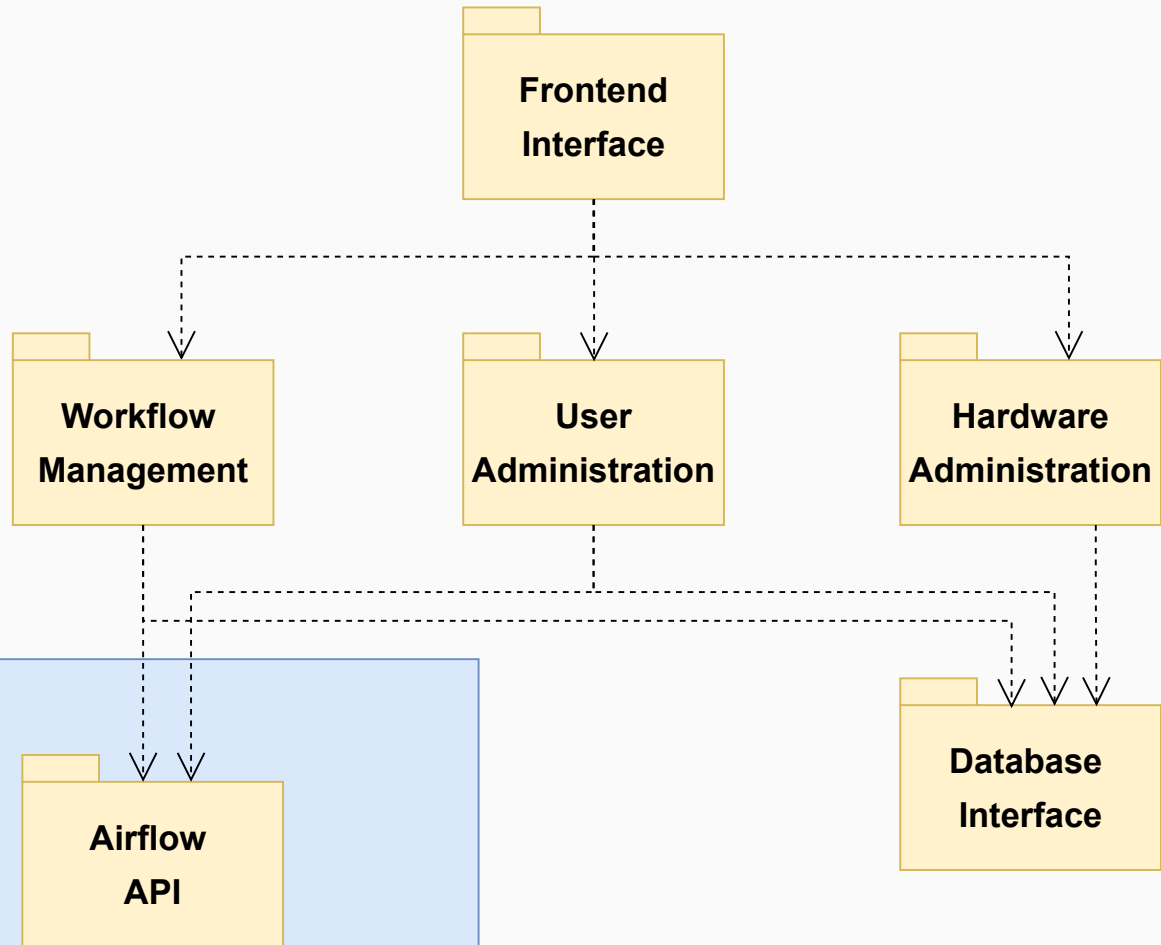 Frontend
Interface
Workflow
Management
User
Administration
Hardware
Administration
Database
Interface
Airflow
API